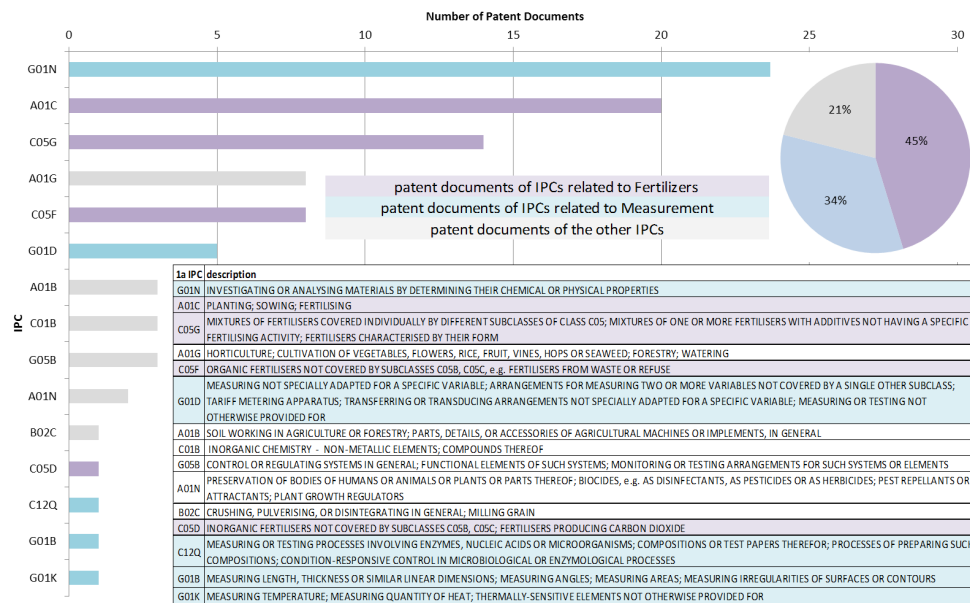 Number of Patent Documents
0 5 10 15 20 25 30
G01N
A01C
C05G
A01G
C05F
G01D
A01B
C01B
G05B
A01N
B02C
C05D
C12Q
G01B
G01K
IPC
21%
45%
34%
patent documents of IPCs related to Fertilizers
patent documents of IPCs related to Measurement
patent documents of the other IPCs
1a IPC description
G01N INVESTIGATING OR ANALYSING MATERIALS BY DETERMINING THEIR CHEMICAL OR PHYSICAL PROPERTIES
A01C PLANTING; SOWING; FERTILISING
C05G MIXTURES OF FERTILISERS COVERED INDIVIDUALLY BY DIFFERENT SUBCLASSES OF CLASS C05; MIXTURES OF ONE OR MORE FERTILISERS WITH ADDITIVES NOT HAVING A SPECIFIC
FERTILISING ACTIVITY; FERTILISERS CHARACTERISED BY THEIR FORM
A01G HORTICULTURE; CULTIVATION OF VEGETABLES, FLOWERS, RICE, FRUIT, VINES, HOPS OR SEAWEED; FORESTRY; WATERING
C05F ORGANIC FERTILISERS NOT COVERED BY SUBCLASSES C05B, C05C, e.g. FERTILISERS FROM WASTE OR REFUSE
G01D MEASURING NOT SPECIALLY ADAPTED FOR A SPECIFIC VARIABLE; ARRANGEMENTS FOR MEASURING TWO OR MORE VARIABLES NOT COVERED BY A SINGLE OTHER SUBCLASS;
TARIFF METERING APPARATUS; TRANSFERRING OR TRANSDUCING ARRANGEMENTS NOT SPECIALLY ADAPTED FOR A SPECIFIC VARIABLE; MEASURING OR TESTING NOT
OTHERWISE PROVIDED FOR
A01B SOIL WORKING IN AGRICULTURE OR FORESTRY; PARTS, DETAILS, OR ACCESSORIES OF AGRICULTURAL MACHINES OR IMPLEMENTS, IN GENERAL
C01B INORGANIC CHEMISTRY - NON-METALLIC ELEMENTS; COMPOUNDS THEREOF
G05B CONTROL OR REGULATING SYSTEMS IN GENERAL; FUNCTIONAL ELEMENTS OF SUCH SYSTEMS; MONITORING OR TESTING ARRANGEMENTS FOR SUCH SYSTEMS OR ELEMENTS
A01N PRESERVATION OF BODIES OF HUMANS OR ANIMALS OR PLANTS OR PARTS THEREOF; BIOCIDES, e.g. AS DISINFECTANTS, AS PESTICIDES OR AS HERBICIDES; PEST REPELLANTS OR
ATTRACTANTS; PLANT GROWTH REGULATORS
B02C CRUSHING, PULVERISING, OR DISINTEGRATING IN GENERAL; MILLING GRAIN
C05D INORGANIC FERTILISERS NOT COVERED BY SUBCLASSES C05B, C05C; FERTILISERS PRODUCING CARBON DIOXIDE
C12Q MEASURING OR TESTING PROCESSES INVOLVING ENZYMES, NUCLEIC ACIDS OR MICROORGANISMS; COMPOSITIONS OR TEST PAPERS THEREFOR; PROCESSES OF PREPARING
COMPOSITIONS; CONDITION-RESPONSIVE CONTROL IN MICROBIOLOGICAL OR ENZYMOLOGICAL PROCESSES
G01B MEASURING LENGTH, THICKNESS OR SIMILAR LINEAR DIMENSIONS; MEASURING ANGLES; MEASURING AREAS; MEASURING IRREGULARITIES OF SURFACES OR CONTOURS
G01K MEASURING TEMPERATURE; MEASURING QUANTITY OF HEAT; THERMALLY-SENSITIVE ELEMENTS NOT OTHERWISE PROVIDED FOR